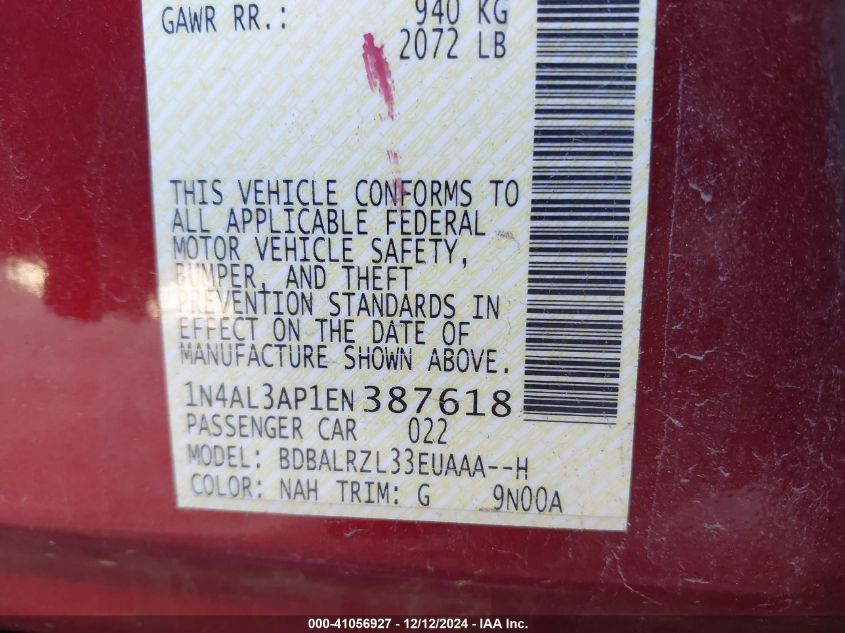 GAWR RR.: 940 KG
2072 LB
THIS VEHICLE CONFORMS TO
ALL APPLICABLE FEDERAL
MOTOR VEHICLE SAFETY,
BUMPER, AND THEFT
PREVENTION STANDARDS IN
EFFECT ON THE DATE OF
MANUFACTURE SHOWN ABOVE.
1N4AL3AP1EN387618
PASSENGER CAR 022
MODEL: BDBALRZL33EUAAA--H
COLOR: NAH TRIM: G 9N00A
000-41056927 - 12/12/2024 - IAA Inc.